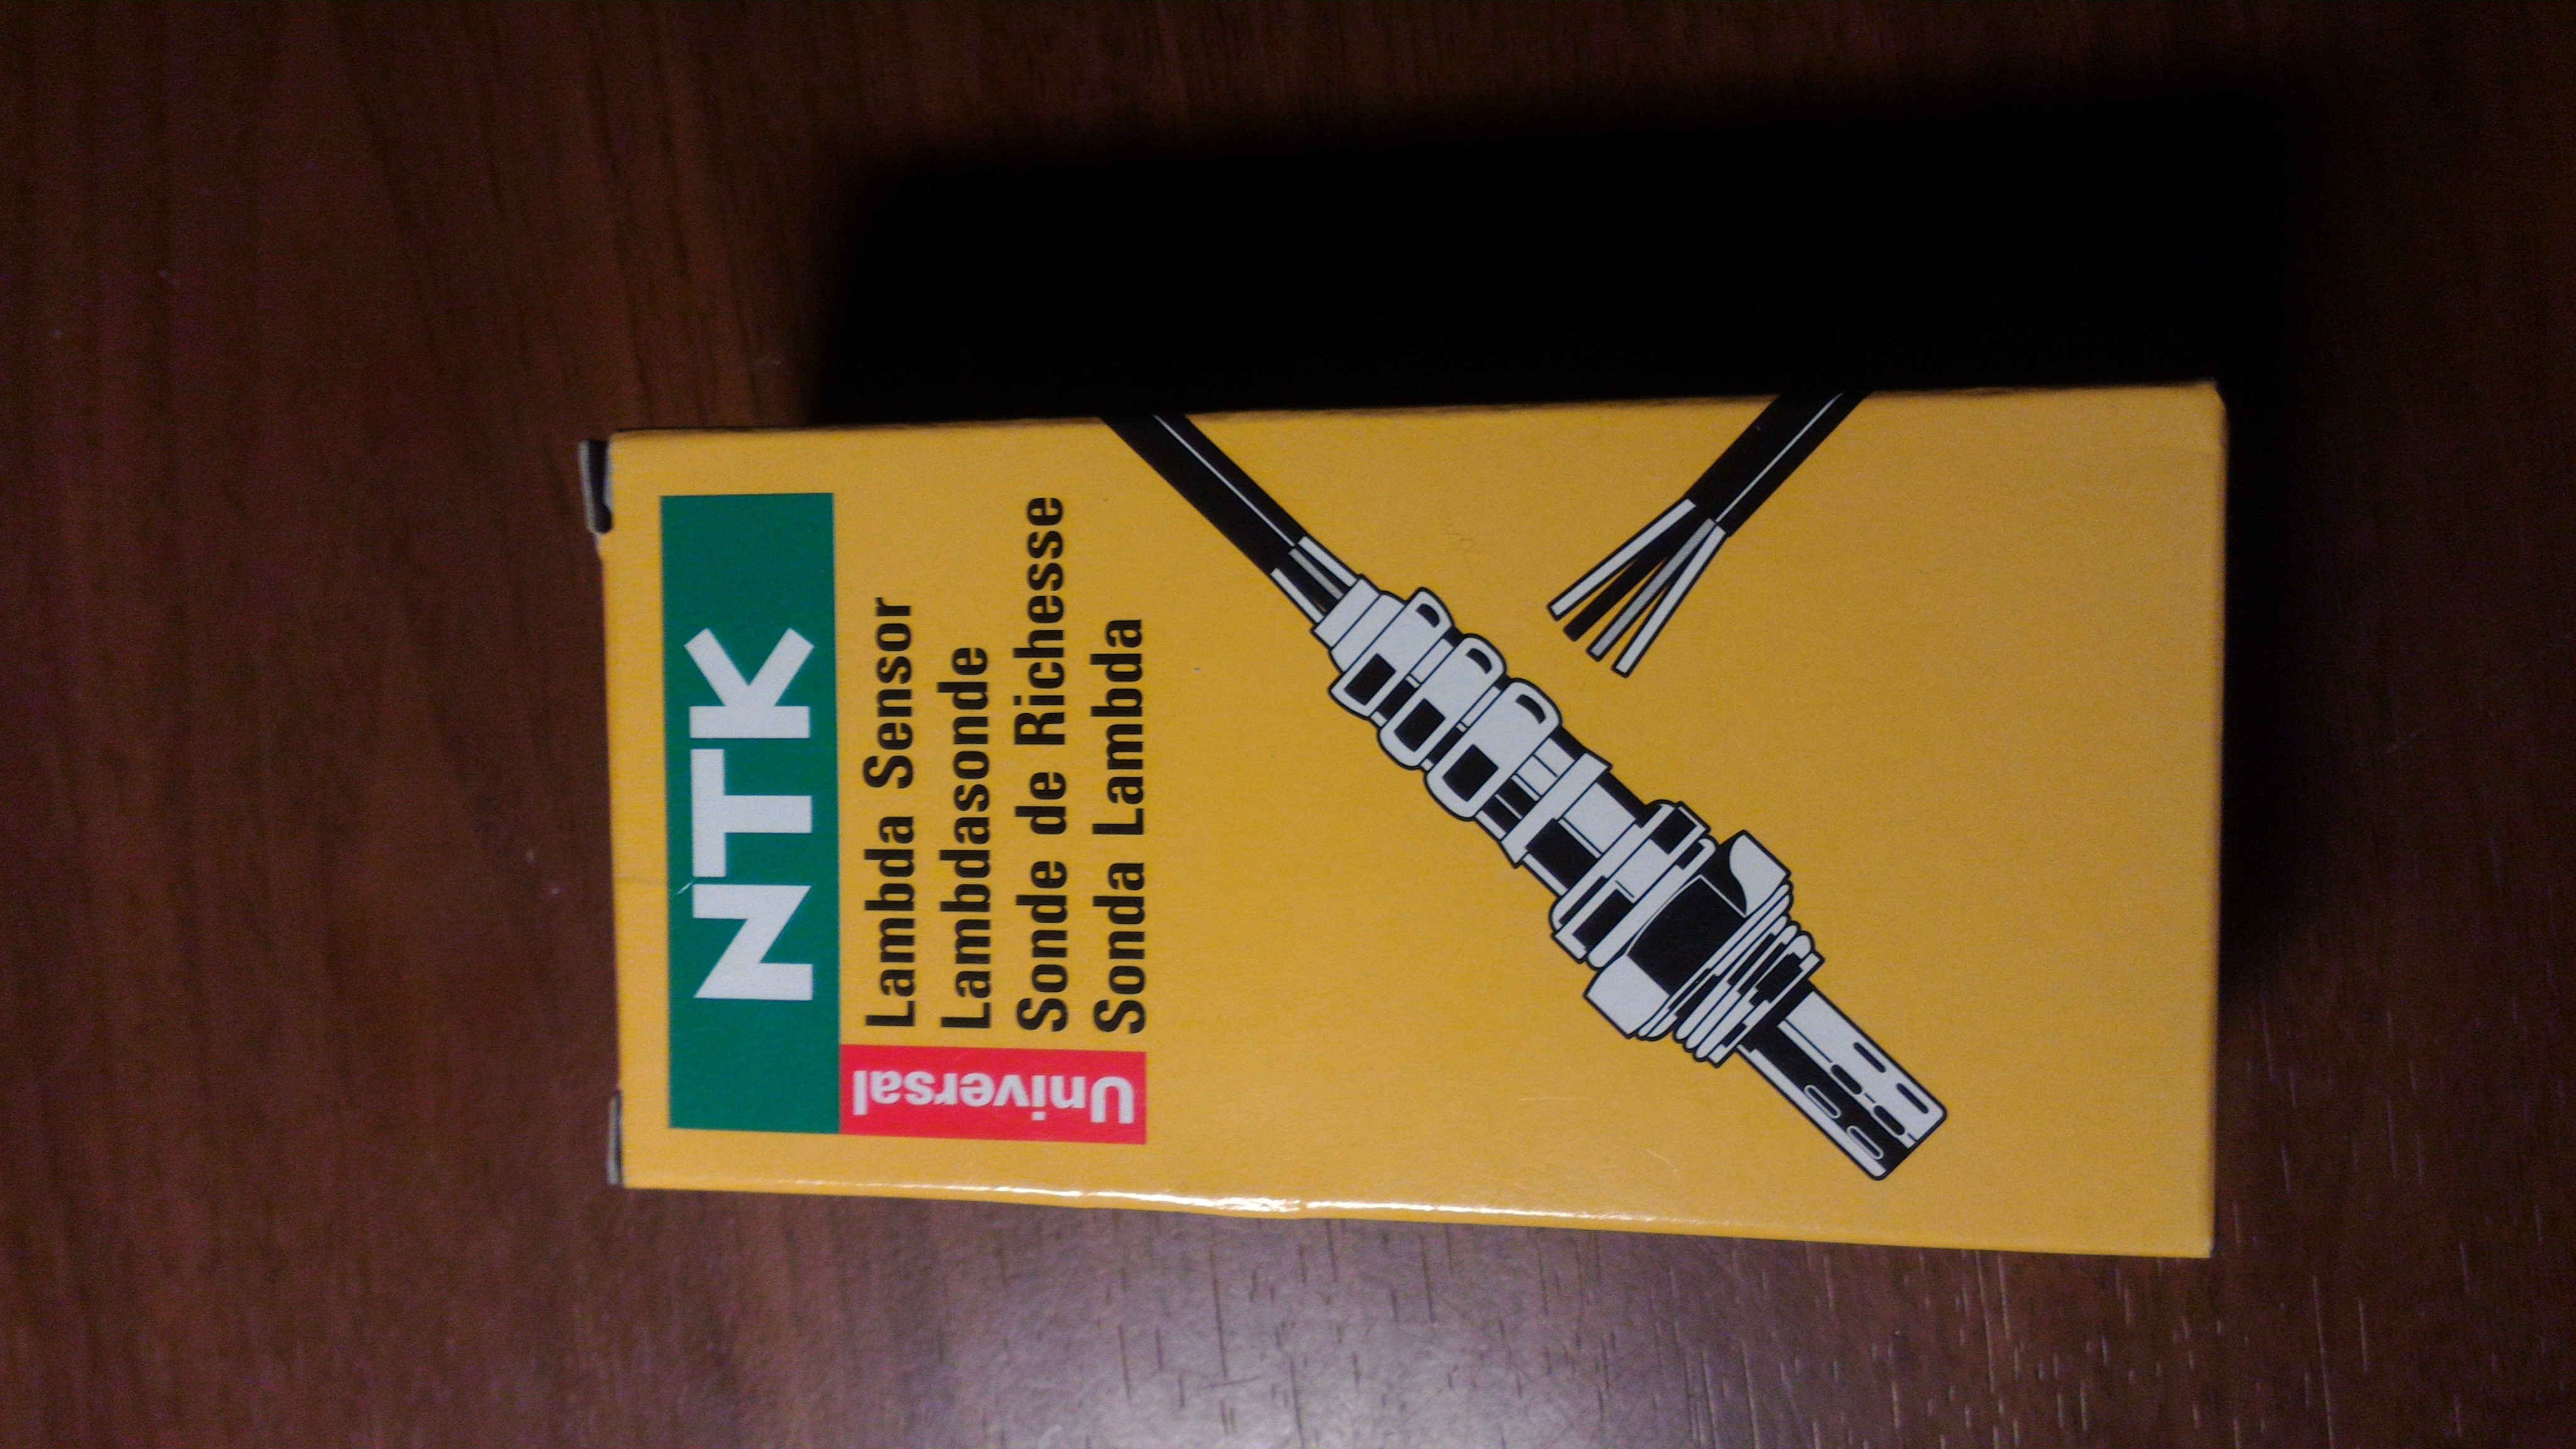 NTK
Universal
Lambda Sensor
Lambdasonde
Sonde de Richesse
Sonda Lambda